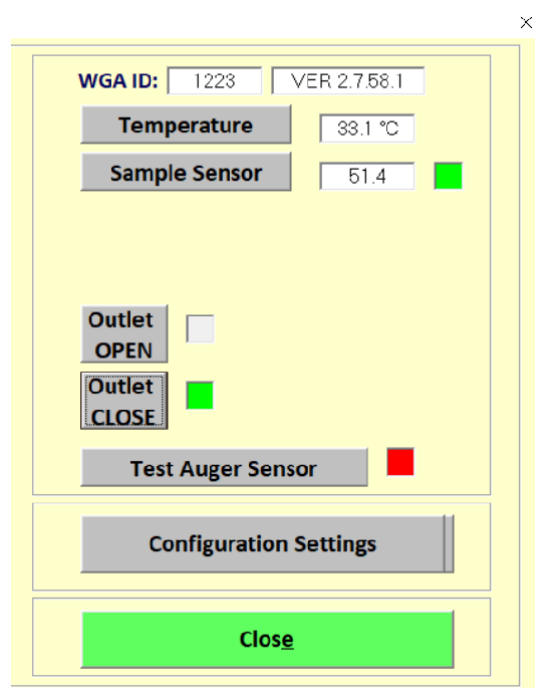 WGA ID: 1223 VER 2.7.58.1
Temperature 33.1 °C
Sample Sensor 51.4
Outlet
OPEN
Outlet
CLOSE
Test Auger Sensor
Configuration Settings
Close